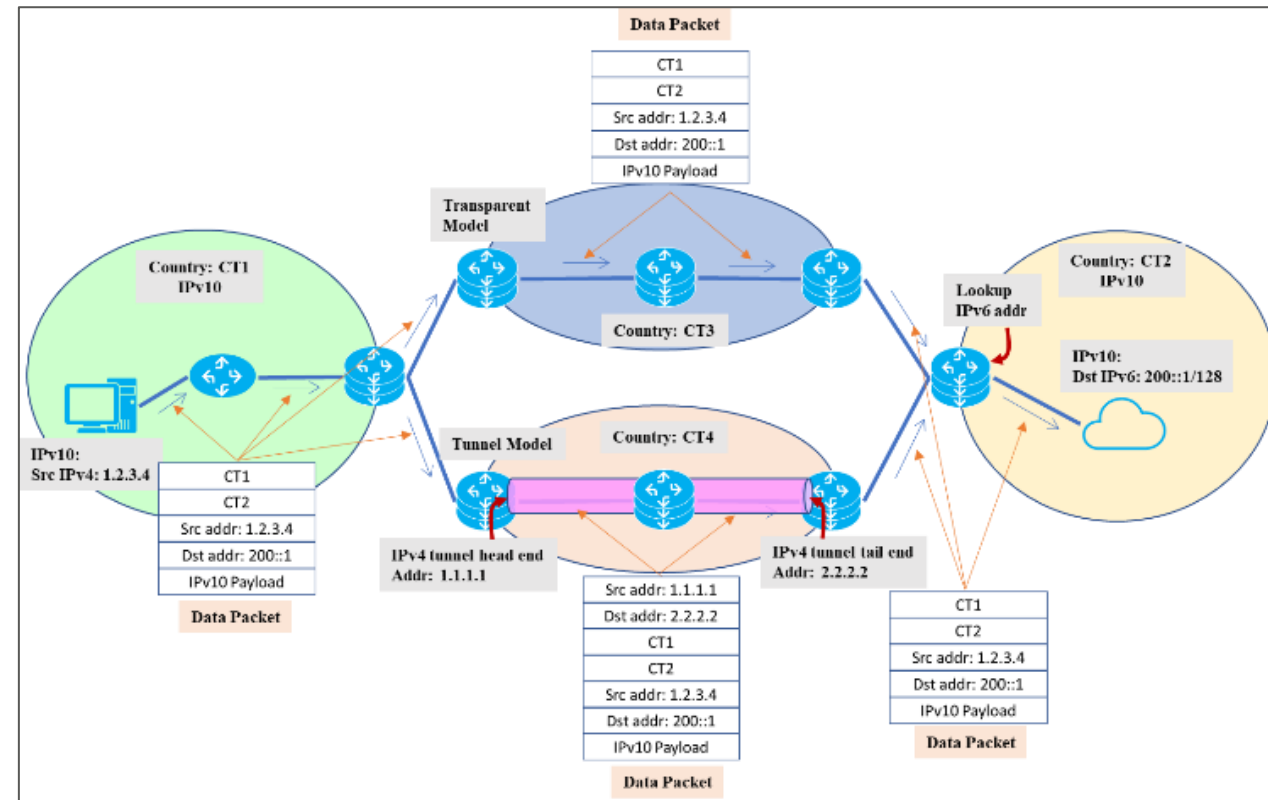 Data Packet
CT1
CT2
Src addr: 1.2.3.4
Dst addr: 200::1
IPv10 Payload
Transparent
Model
Country: CT1
IPv10
Country: CT3
Country: CT2
IPv10
Lookup
IPv6 addr
IPv10:
Dst IPv6: 200::1/128
IPv10:
Src IPv4: 1.2.3.4
CT1
CT2
Src addr: 1.2.3.4
Dst addr: 200::1
IPv10 Payload
Data Packet
Tunnel Model
Country: CT4
IPv4 tunnel head end
Addr: 1.1.1.1
IPv4 tunnel tail end
Addr: 2.2.2.2
Src addr: 1.1.1.1
Dst addr: 2.2.2.2
CT1
CT2
Src addr: 1.2.3.4
Dst addr: 200::1
IPv10 Payload
Data Packet
CT1
CT2
Src addr: 1.2.3.4
Dst addr: 200::1
IPv10 Payload
Data Packet